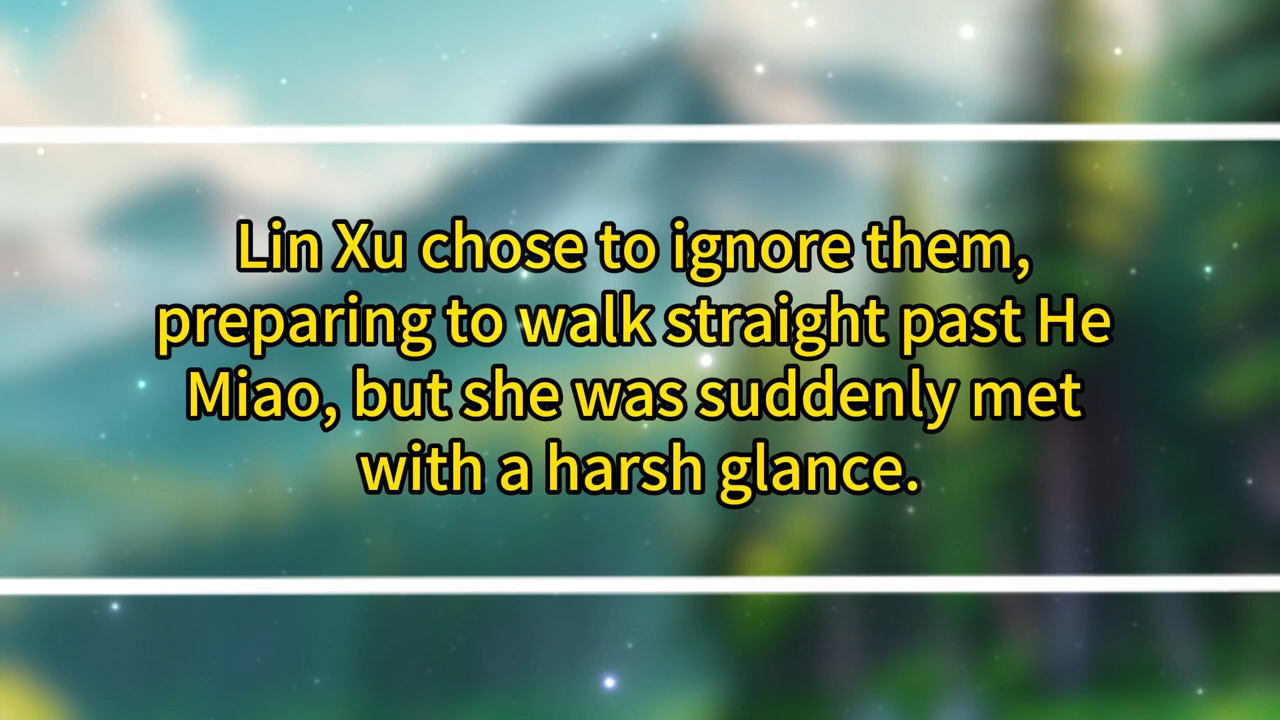 Lin Xu chose to ignore them,
preparing to walk straight past He
Miao, but she was suddenly met
with a harsh glance.